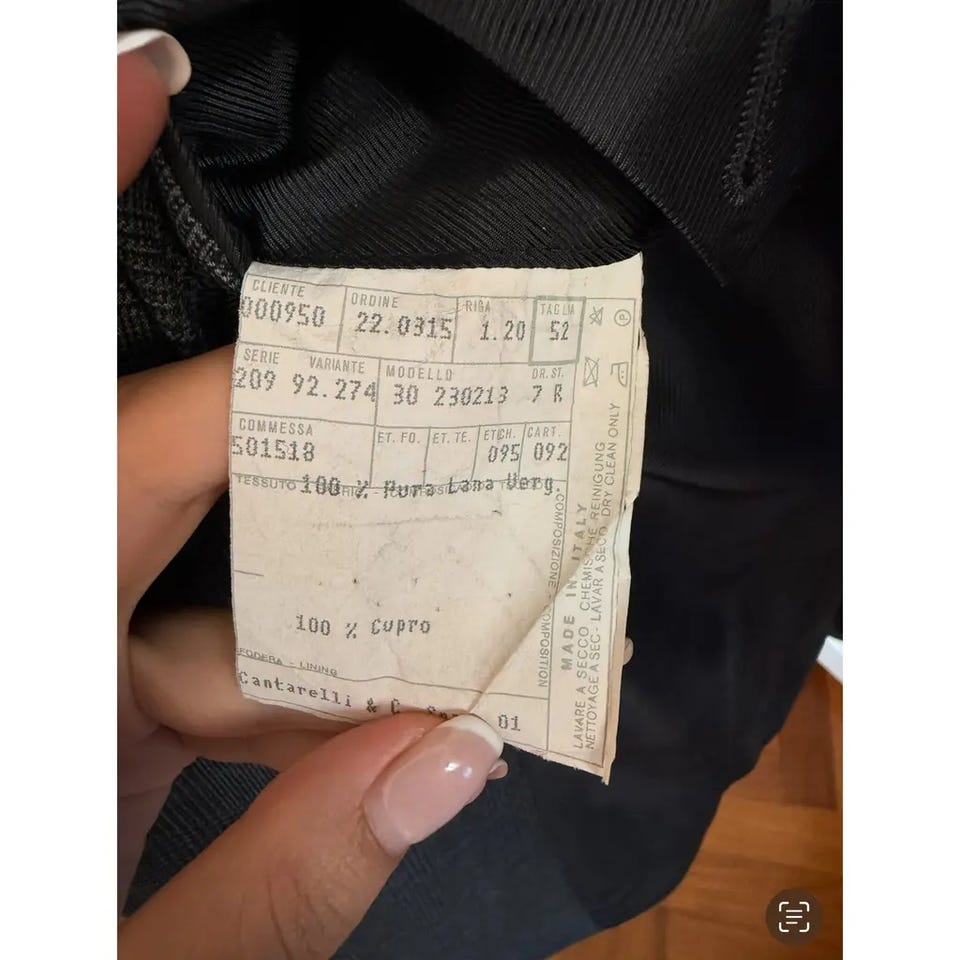 CLIENTE ORDINE RIGA TAGLIA
000950 22.0315 1.20 52
SERIE VARIANTE MODELLO DR. ST.
209 92.274 30 230213 7 R
COMMESSA ET. FO. ET. TE. ETICH. CART.
501518 095 092
TESSUTO
100 % Pura Lana Verg.
100 % Cupro
FODERA - LINING
Cantarelli & C. 01
COMPOSIZIONE - COMPOSITION
MADE IN ITALY
LAVARE A SECCO CHEMISCHE REINIGUNG
NETTOYAGE A SEC - LAVAR A SECO DRY CLEAN ONLY
P